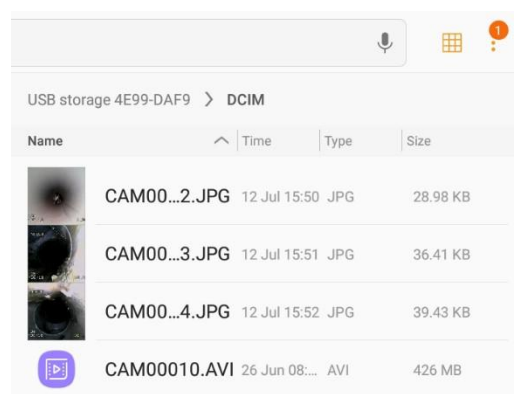 1
USB storage 4E99-DAF9 > DCIM
Name Time Type Size
CAM00...2.JPG 12 Jul 15:50 JPG 28.98 KB
CAM00...3.JPG 12 Jul 15:51 JPG 36.41 KB
CAM00...4.JPG 12 Jul 15:52 JPG 39.43 KB
CAM00010.AVI 26 Jun 08:... AVI 426 MB